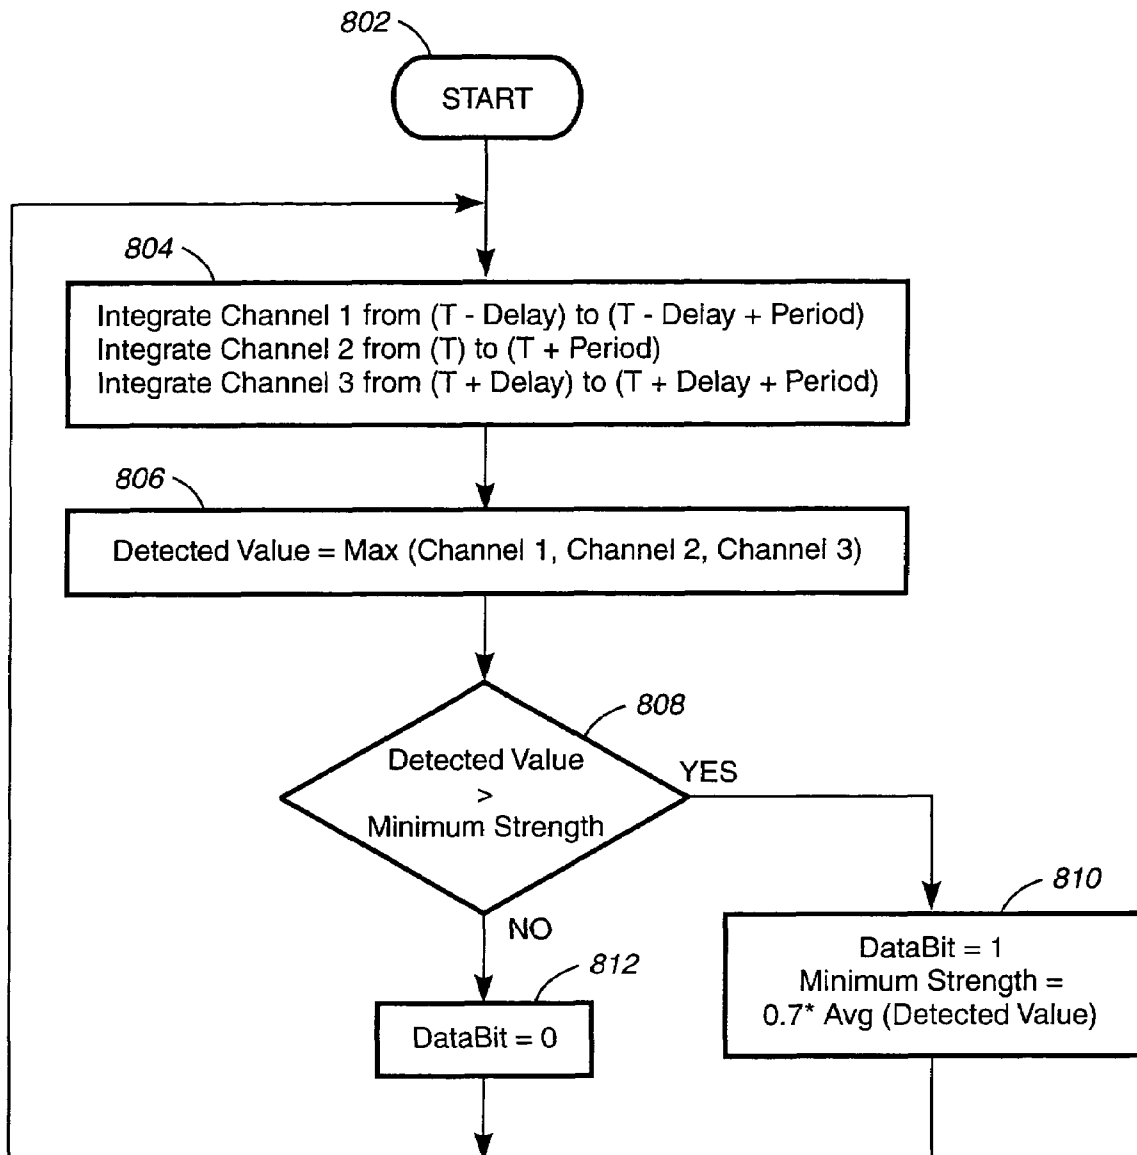 802
START
804
Integrate Channel 1 from (T - Delay) to (T - Delay + Period)
Integrate Channel 2 from (T) to (T + Period)
Integrate Channel 3 from (T + Delay) to (T + Delay + Period)
806
Detected Value = Max (Channel 1, Channel 2, Channel 3)
808
Detected Value
>
Minimum Strength
YES
NO
810
DataBit = 1
Minimum Strength =
0.7* Avg (Detected Value)
812
DataBit = 0